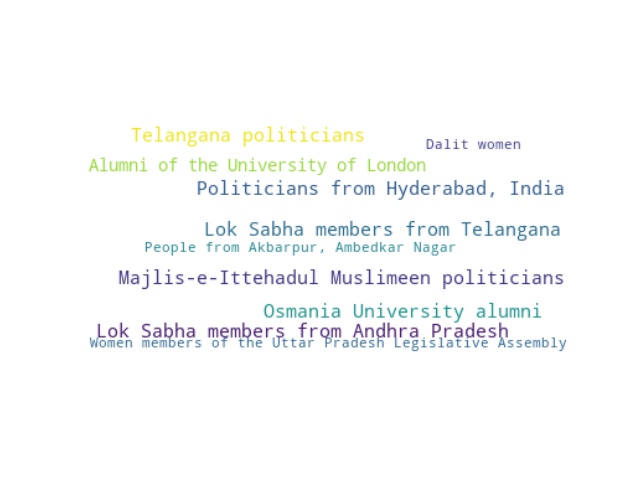 Telangana politicians
Dalit women
Alumni of the University of London
Politicians from Hyderabad, India
Lok Sabha members from Telangana
People from Akbarpur, Ambedkar Nagar
Majlis-e-Ittehadul Muslimeen politicians
Osmania University alumni
Lok Sabha members from Andhra Pradesh
Women members of the Uttar Pradesh Legislative Assembly